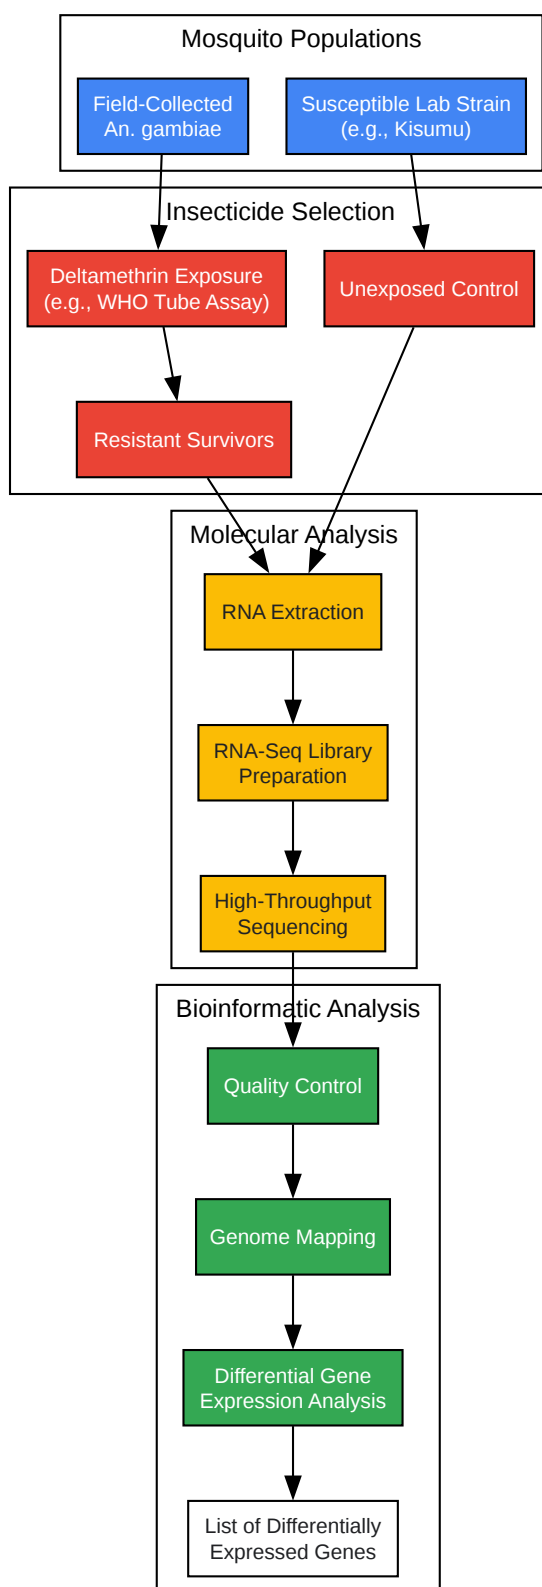 Mosquito Populations
Field-Collected
An. gambiae
Susceptible Lab Strain
(e.g., Kisumu)
Insecticide Selection
Deltamethrin Exposure
(e.g., WHO Tube Assay)
Unexposed Control
Resistant Survivors
Molecular Analysis
RNA Extraction
RNA-Seq Library
Preparation
High-Throughput
Sequencing
Bioinformatic Analysis
Quality Control
Genome Mapping
Differential Gene
Expression Analysis
List of Differentially
Expressed Genes